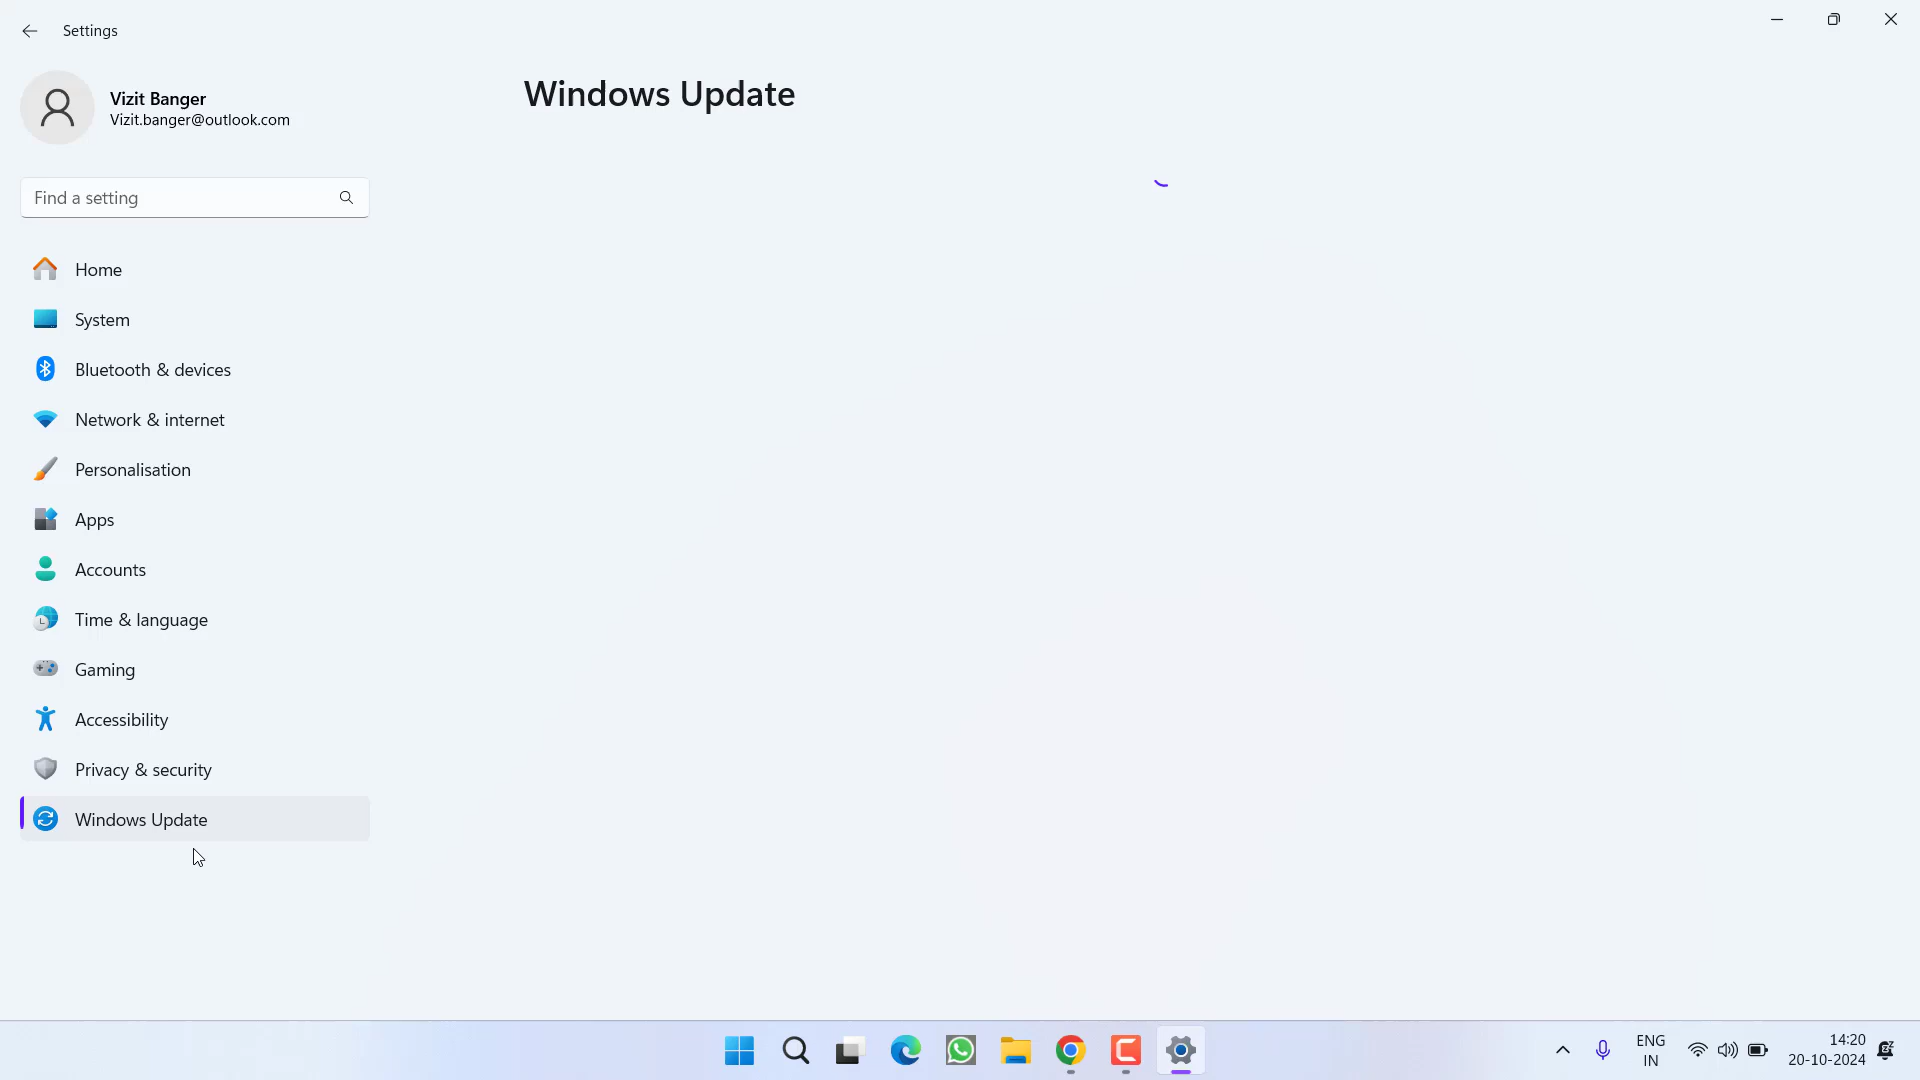 Settings
Vizit Banger
Vizit.banger@outlook.com
Windows Update
Find a setting
Home
System
Bluetooth & devices
Network & internet
Personalisation
Apps
Accounts
Time & language
Gaming
Accessibility
Privacy & security
Windows Update
ENG
IN
14:20
20-10-2024